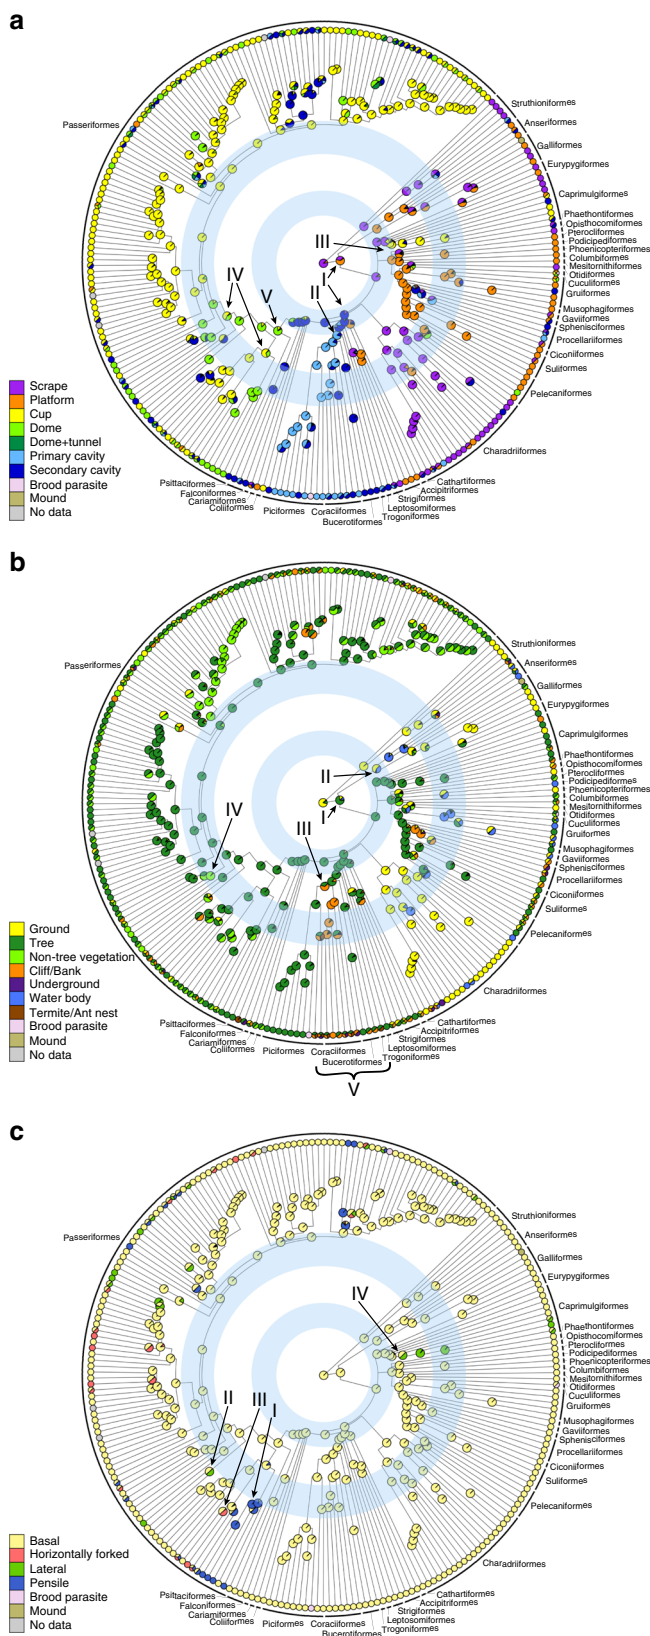 a
Struthioniformes
Anseriformes
Passeriformes
Galliformes
Eurypygiformes
Caprimulgiformes
Phaethontiformes
Opisthocomiformes
Pterocliformes
Podicipediformes
Phoenicopteriformes
Columbiformes
Mesitornithiformes
Otidiformes
Cuculiformes
Gruiformes
Musophagiformes
Gaviiformes
Sphenisciformes
Procellariiformes
Ciconiiformes
Suliformes
Pelecaniformes
Charadriiformes
Cathartiformes
Accipitriformes
Strigiformes
Leptosomiformes
Trogoniformes
Bucerotiformes
Coraciiformes
Piciformes
Coliiformes
Cariamiformes
Falconiformes
Psittaciformes
III
I
II
IV
V
Scrape
Platform
Cup
Dome
Dome+tunnel
Primary cavity
Secondary cavity
Brood parasite
Mound
No data
b
Struthioniformes
Anseriformes
Passeriformes
Galliformes
Eurypygiformes
Caprimulgiformes
Phaethontiformes
Opisthocomiformes
Pterocliformes
Podicipediformes
Phoenicopteriformes
Columbiformes
Mesitornithiformes
Otidiformes
Cuculiformes
Gruiformes
Musophagiformes
Gaviiformes
Sphenisciformes
Procellariiformes
Ciconiiformes
Suliformes
Pelecaniformes
Charadriiformes
Cathartiformes
Accipitriformes
Strigiformes
Leptosomiformes
Trogoniformes
Bucerotiformes
Coraciiformes
Piciformes
Coliiformes
Cariamiformes
Falconiformes
Psittaciformes
II
I
III
IV
V
Ground
Tree
Non-tree vegetation
Cliff/Bank
Underground
Water body
Termite/Ant nest
Brood parasite
Mound
No data
c
Struthioniformes
Anseriformes
Passeriformes
Galliformes
Eurypygiformes
Caprimulgiformes
Phaethontiformes
Opisthocomiformes
Pterocliformes
Podicipediformes
Phoenicopteriformes
Columbiformes
Mesitornithiformes
Otidiformes
Cuculiformes
Gruiformes
Musophagiformes
Gaviiformes
Sphenisciformes
Procellariiformes
Ciconiiformes
Suliformes
Pelecaniformes
Charadriiformes
Cathartiformes
Accipitriformes
Strigiformes
Leptosomiformes
Trogoniformes
Bucerotiformes
Coraciiformes
Piciformes
Coliiformes
Cariamiformes
Falconiformes
Psittaciformes
IV
II
III
I
Basal
Horizontally forked
Lateral
Pensile
Brood parasite
Mound
No data